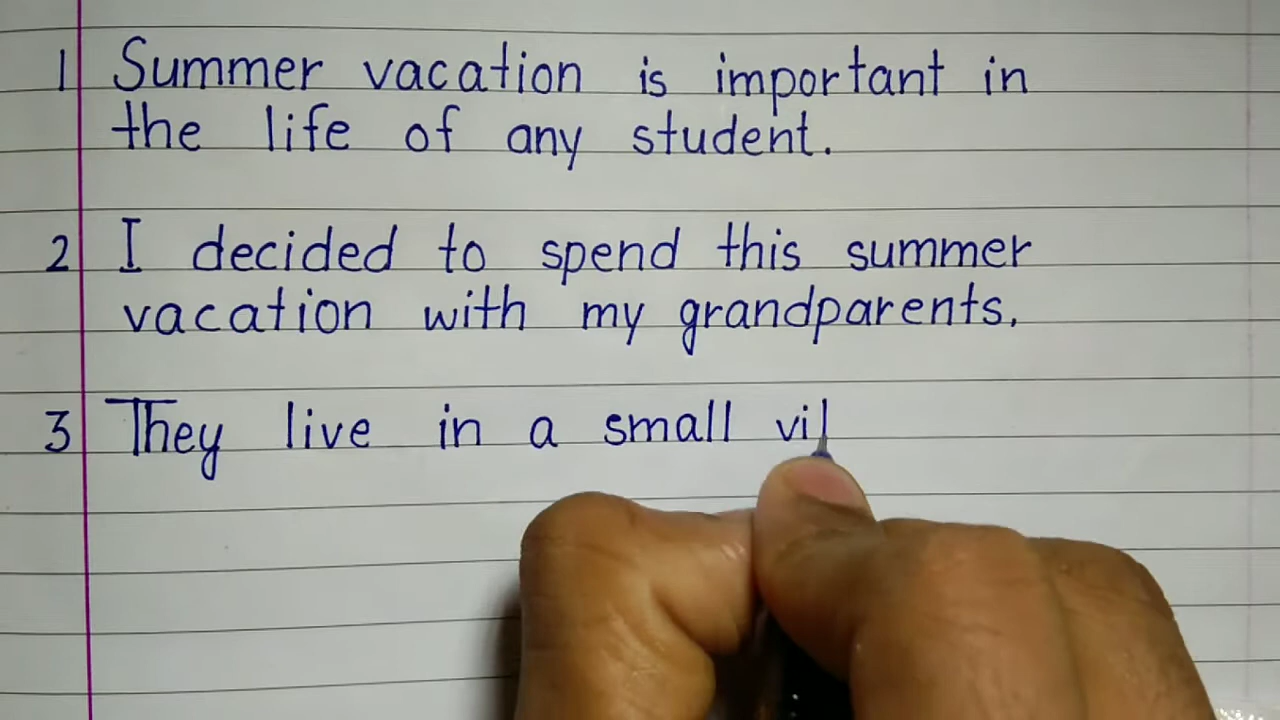 1 Summer vacation is important in
the life of any student.
2 I decided to spend this summer
vacation with my grandparents.
3 They live in a small vil